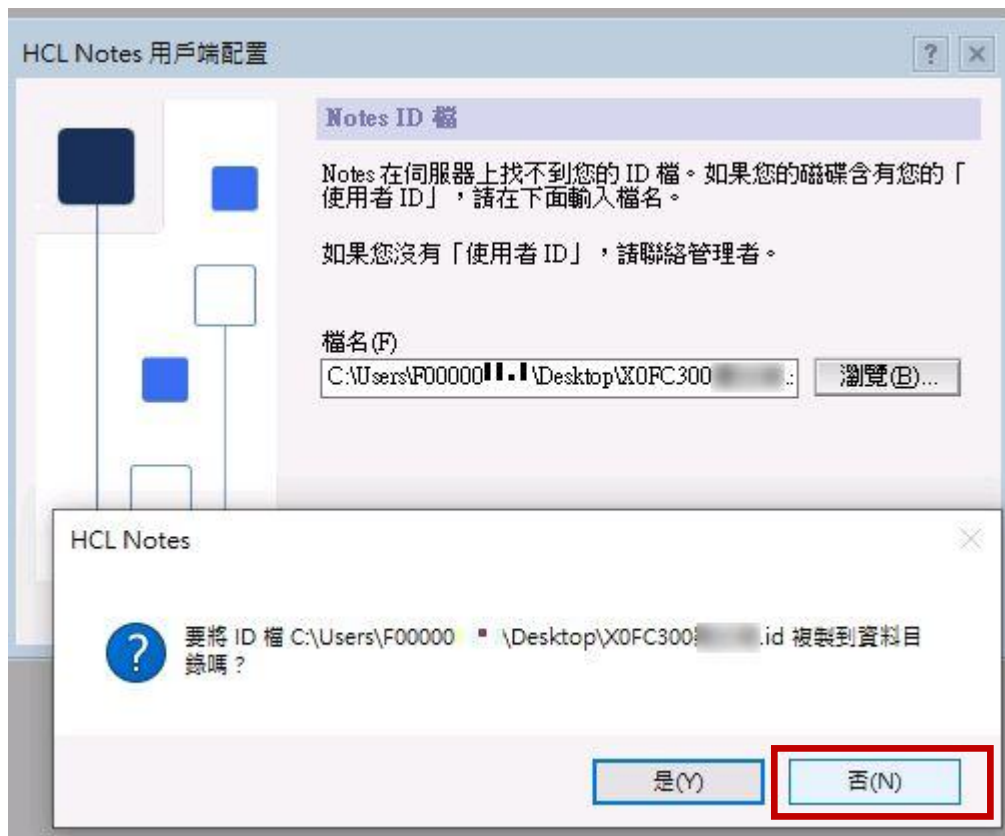 HCL Notes 用戶端配置
Notes ID 檔
Notes 在伺服器上找不到您的 ID 檔。如果您的磁碟含有您的「
使用者 ID」，請在下面輸入檔名。
如果您沒有「使用者 ID」，請聯絡管理者。
檔名(F)
C:\Users\F00000 \Desktop\X0FC300
瀏覽(B)...
HCL Notes
要將 ID 檔 C:\Users\F00000 \Desktop\X0FC300 .id 複製到資料目
錄嗎？
是(Y)
否(N)